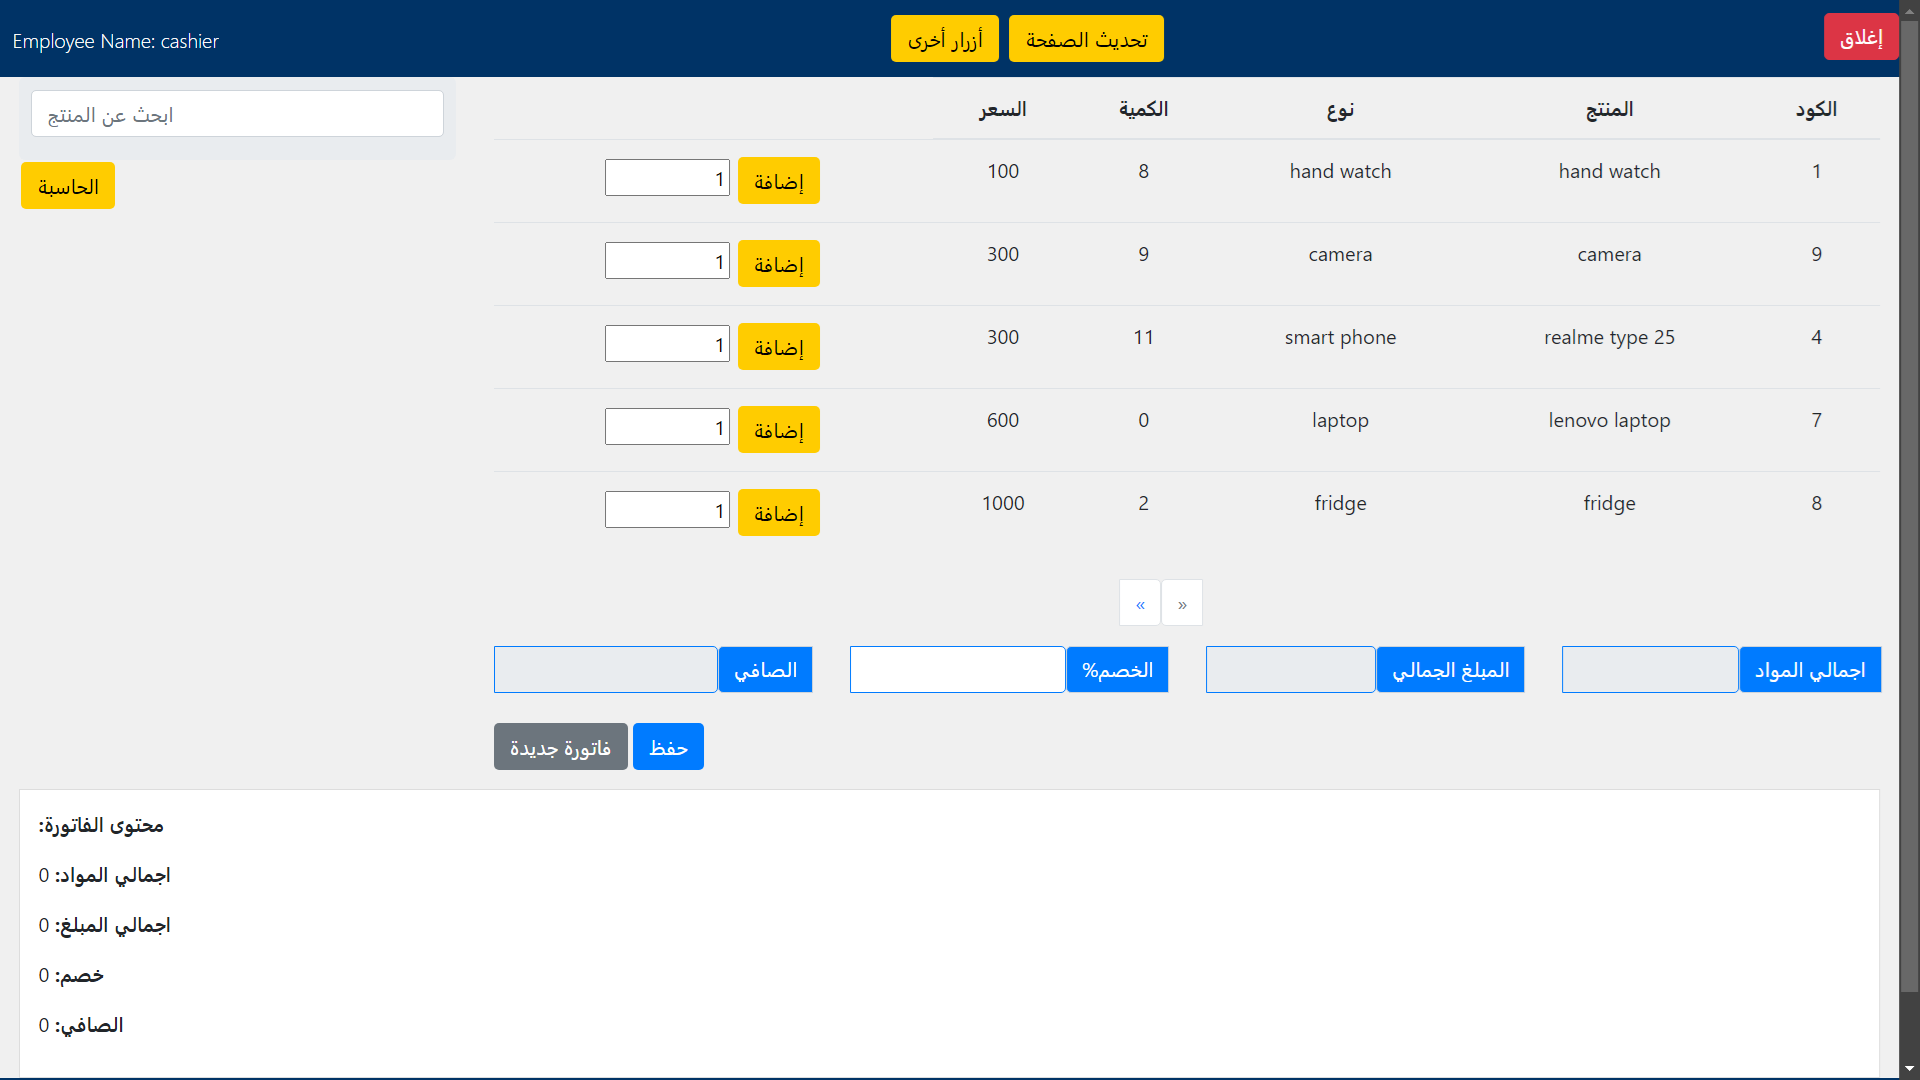 Employee Name: cashier
أزرار أخرى
تحديث الصفحة
إغلاق
ابحث عن المنتج
الحاسبة
الكود المنتج نوع الكمية السعر
1 hand watch hand watch 8 100 إضافة 1
9 camera camera 9 300 إضافة 1
4 realme type 25 smart phone 11 300 إضافة 1
7 lenovo laptop laptop 0 600 إضافة 1
8 fridge fridge 2 1000 إضافة 1
« »
اجمالي المواد
المبلغ الجمالي
الخصم%
الصافي
حفظ
فاتورة جديدة
محتوى الفاتورة:
اجمالي المواد: 0
اجمالي المبلغ: 0
خصم: 0
الصافي: 0